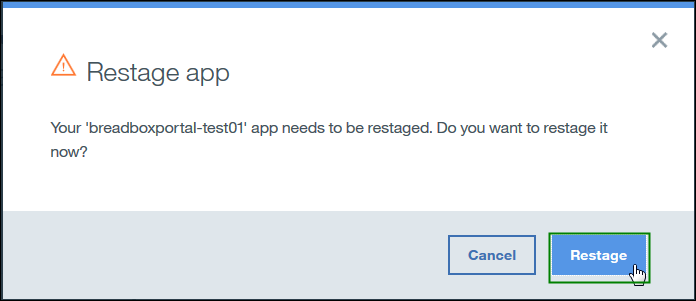 Restage app
Your 'breadboxportal-test01' app needs to be restaged. Do you want to restage it
now?
Cancel
Restage